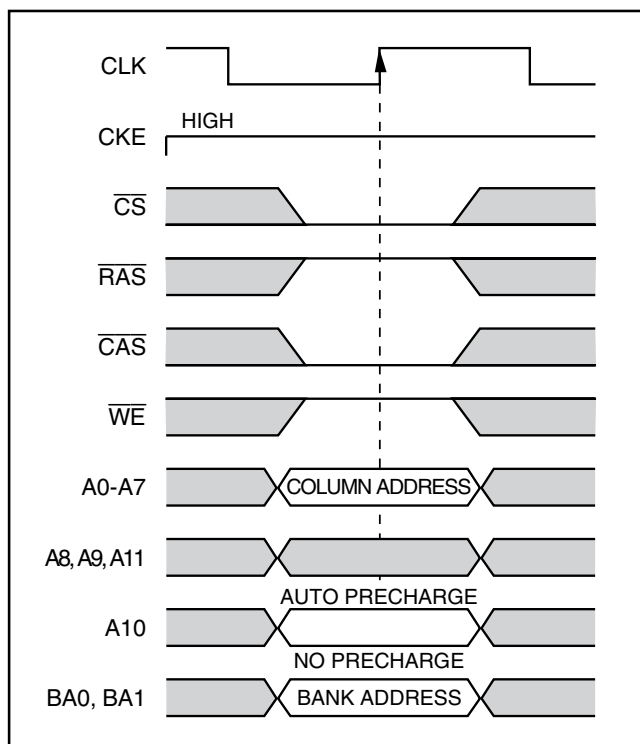 CLK
CKE HIGH
CS
RAS
CAS
WE
A0-A7 COLUMN ADDRESS
A8, A9, A11
AUTO PRECHARGE
A10
NO PRECHARGE
BA0, BA1 BANK ADDRESS